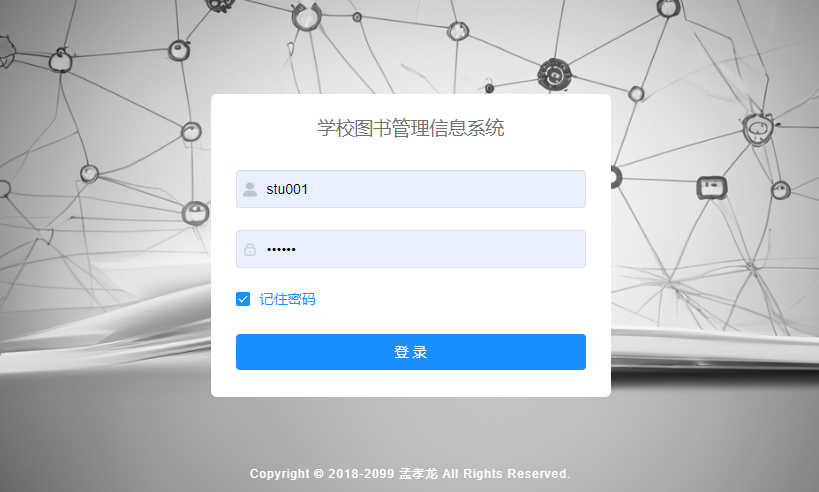 学校图书管理信息系统
stu001
••••••
记住密码
登 录
Copyright © 2018-2099 孟孝龙 All Rights Reserved.